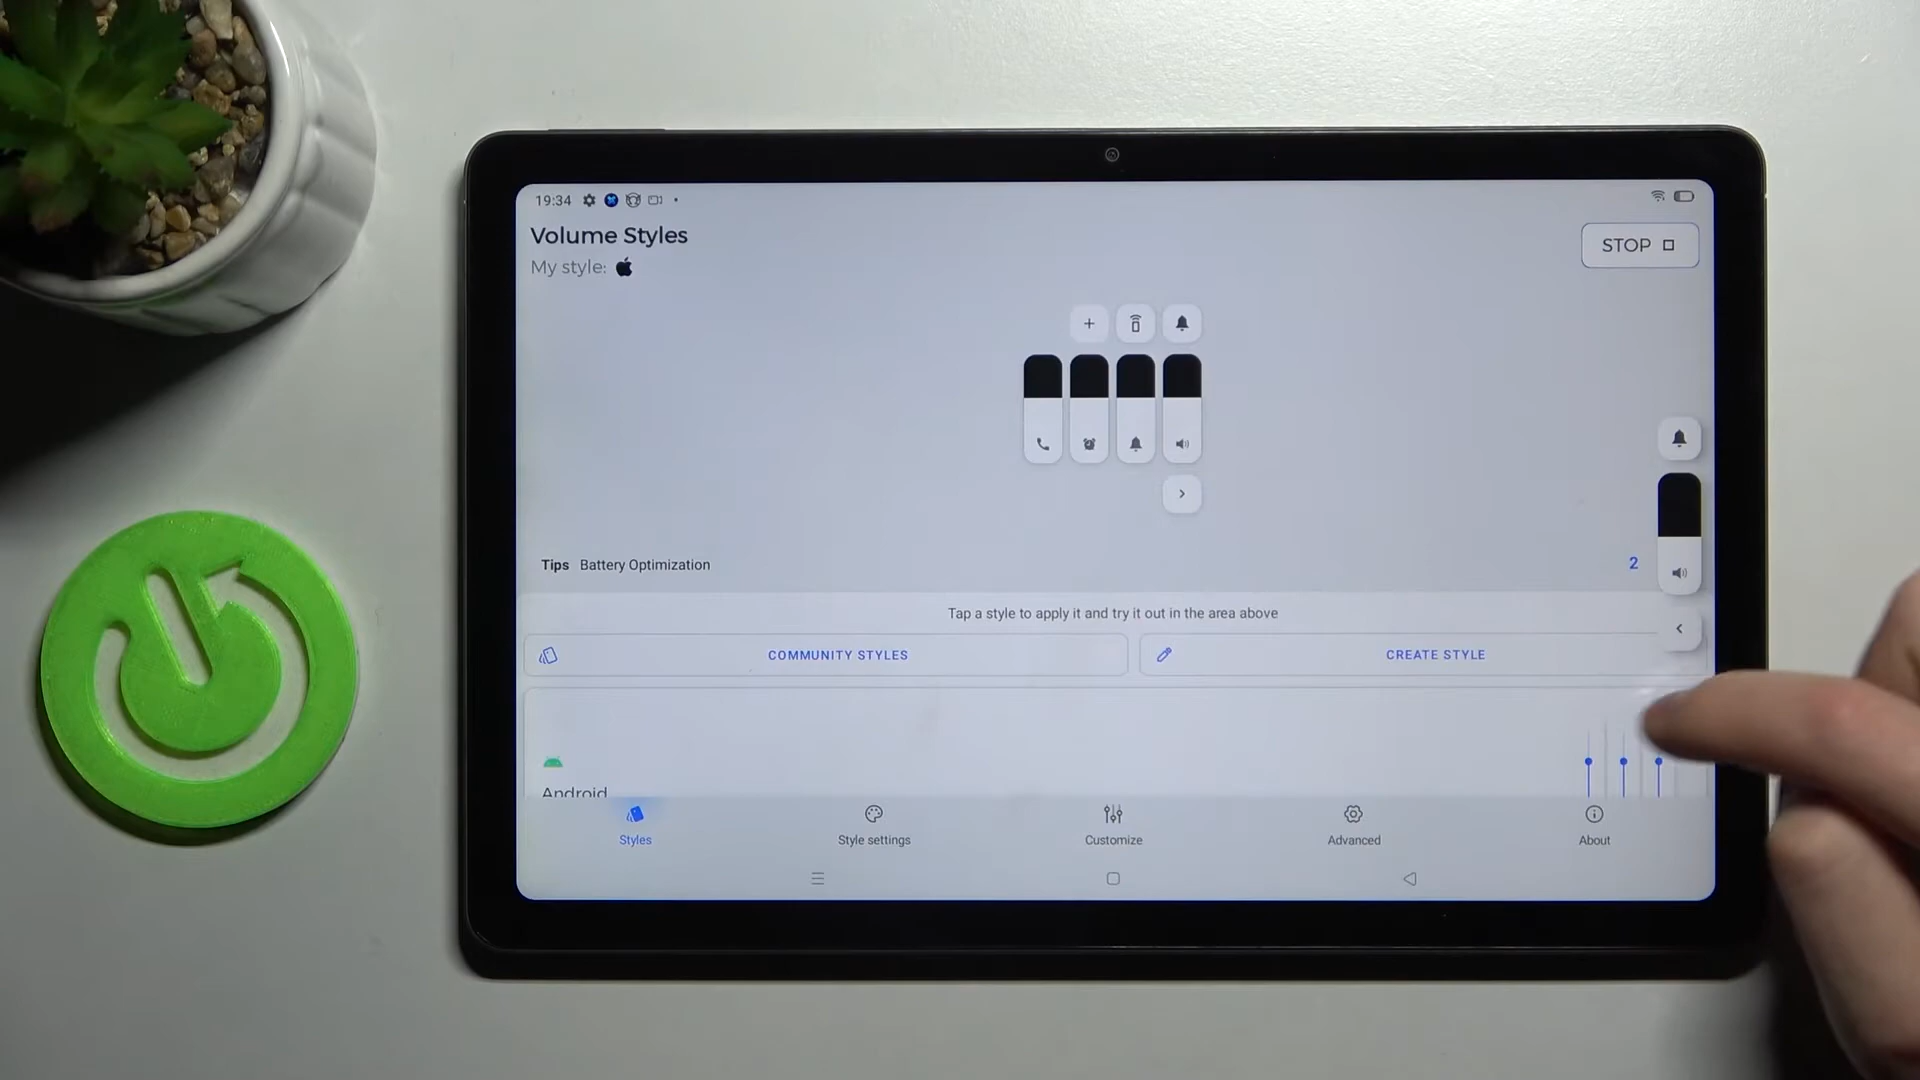 19:34
Volume Styles
My style:
STOP
Tips Battery Optimization
2
Tap a style to apply it and try it out in the area above
COMMUNITY STYLES
CREATE STYLE
Android
Styles
Style settings
Customize
Advanced
About